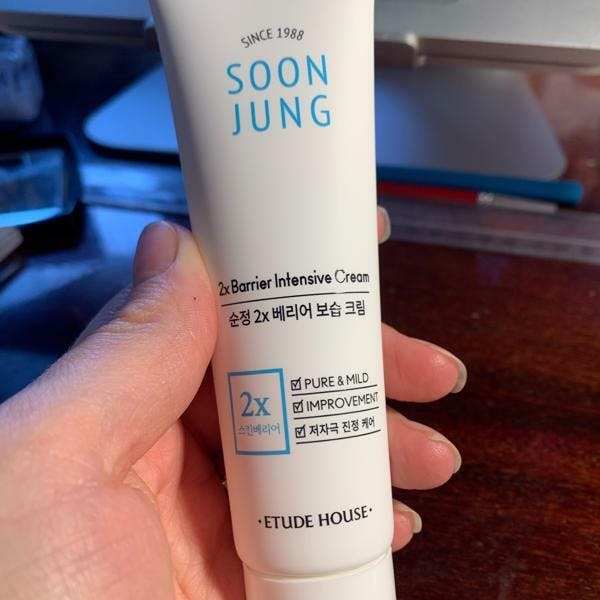 SINCE 1988
SOON
JUNG
2x Barrier Intensive Cream
순정 2x 베리어 보습 크림
2x
스킨베리어
☑ PURE & MILD
☑ IMPROVEMENT
☑ 저자극 진정 케어
·ETUDE HOUSE·